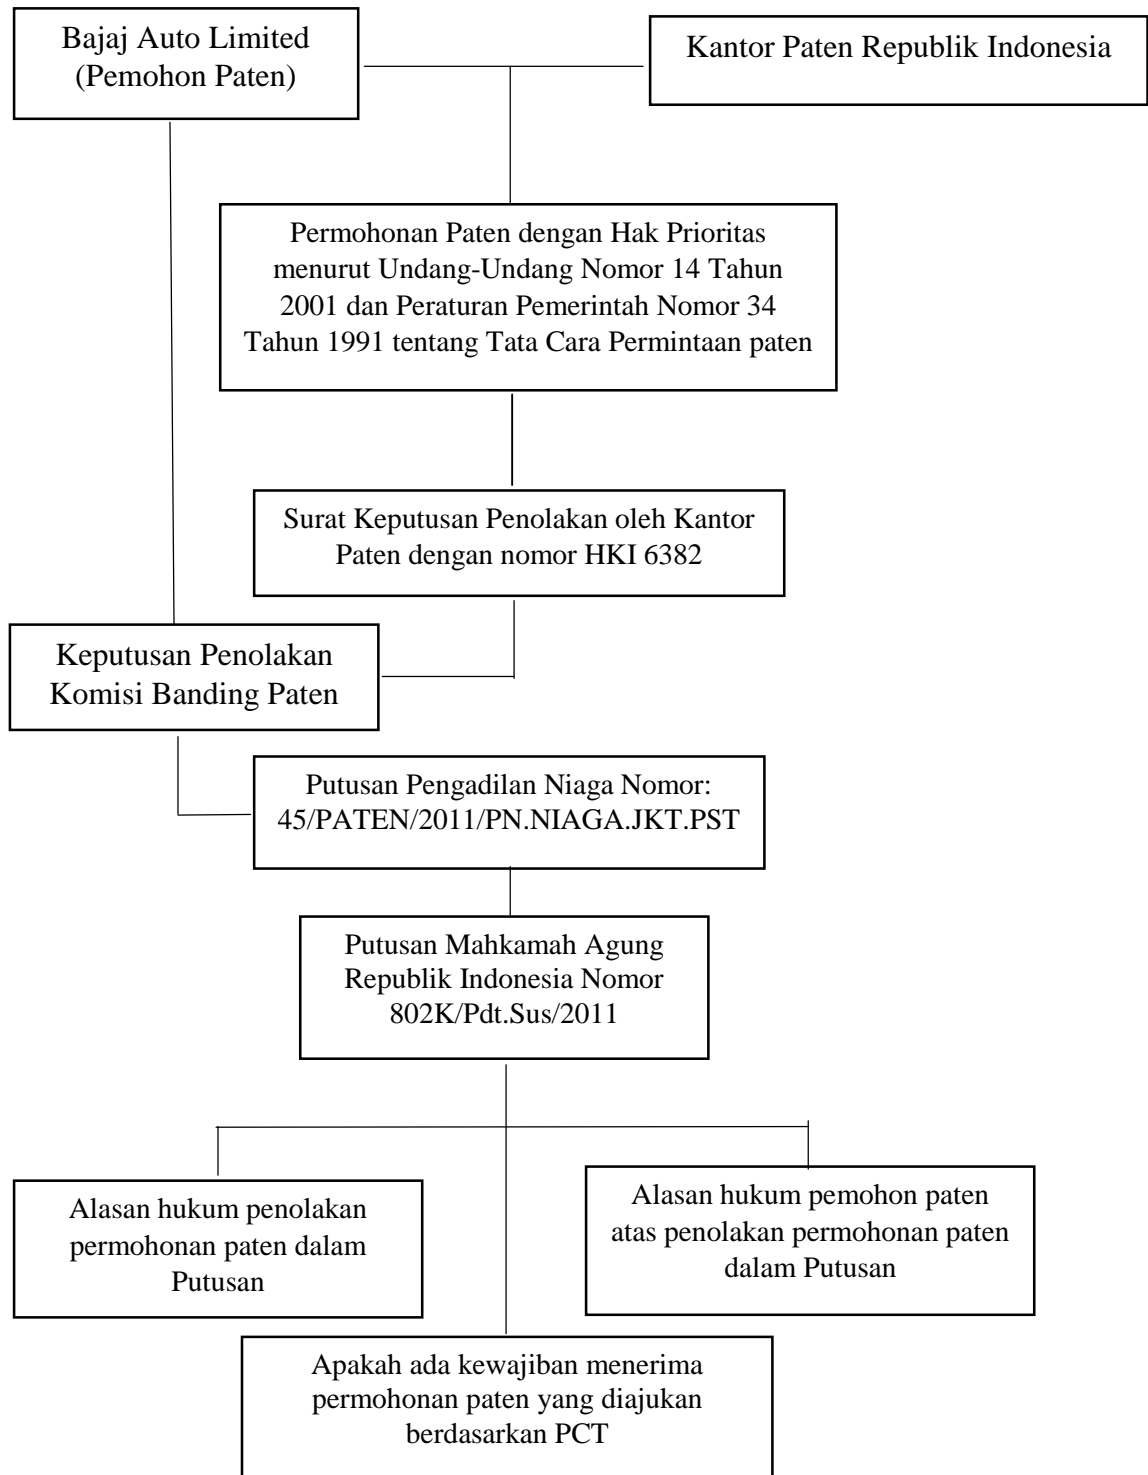 Bajaj Auto Limited
(Pemohon Paten)
Kantor Paten Republik Indonesia
Permohonan Paten dengan Hak Prioritas
menurut Undang-Undang Nomor 14 Tahun
2001 dan Peraturan Pemerintah Nomor 34
Tahun 1991 tentang Tata Cara Permintaan paten
Surat Keputusan Penolakan oleh Kantor
Paten dengan nomor HKI 6382
Keputusan Penolakan
Komisi Banding Paten
Putusan Pengadilan Niaga Nomor:
45/PATEN/2011/PN.NIAGA.JKT.PST
Putusan Mahkamah Agung
Republik Indonesia Nomor
802K/Pdt.Sus/2011
Alasan hukum penolakan
permohonan paten dalam
Putusan
Alasan hukum pemohon paten
atas penolakan permohonan paten
dalam Putusan
Apakah ada kewajiban menerima
permohonan paten yang diajukan
berdasarkan PCT